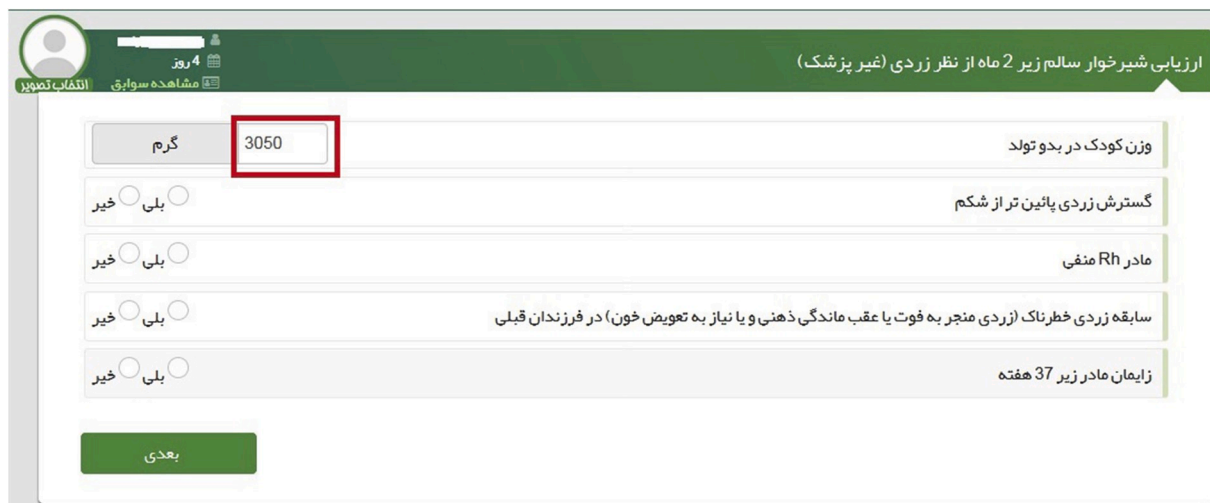 ارزیابی شیرخوار سالم زیر 2 ماه از نظر زردی (غیر پزشک)
4 روز
مشاهده سوابق
انتخاب تصویر
وزن کودک در بدو تولد 3050 گرم
گسترش زردی پائین تر از شکم بلی خیر
مادر Rh منفی بلی خیر
سابقه زردی خطرناک (زردی منجر به فوت یا عقب ماندگی ذهنی و یا نیاز به تعویض خون) در فرزندان قبلی بلی خیر
زایمان مادر زیر 37 هفته بلی خیر
بعدی